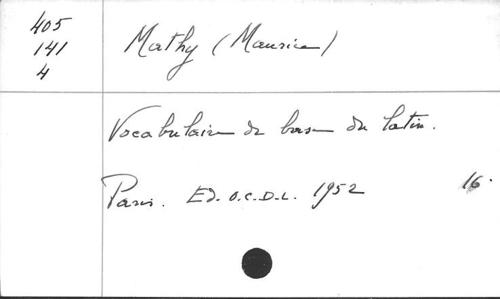 405
141
4
Mathy (Maurice)
Vocabulaire de base du latin.
Paris. Ed. O.C.D.L. 1952 16.